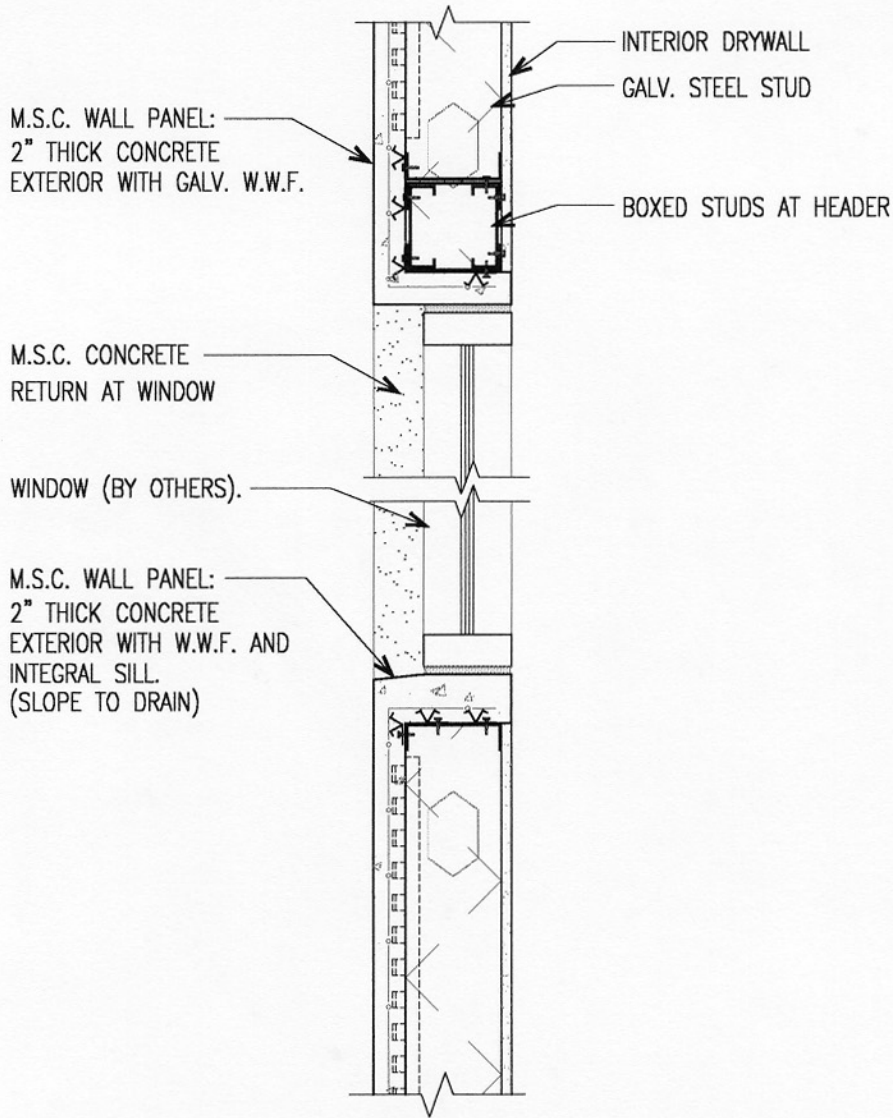 INTERIOR DRYWALL
GALV. STEEL STUD
M.S.C. WALL PANEL:
2" THICK CONCRETE
EXTERIOR WITH GALV. W.W.F.
BOXED STUDS AT HEADER
M.S.C. CONCRETE
RETURN AT WINDOW
WINDOW (BY OTHERS).
M.S.C. WALL PANEL:
2" THICK CONCRETE
EXTERIOR WITH W.W.F. AND
INTEGRAL SILL.
(SLOPE TO DRAIN)